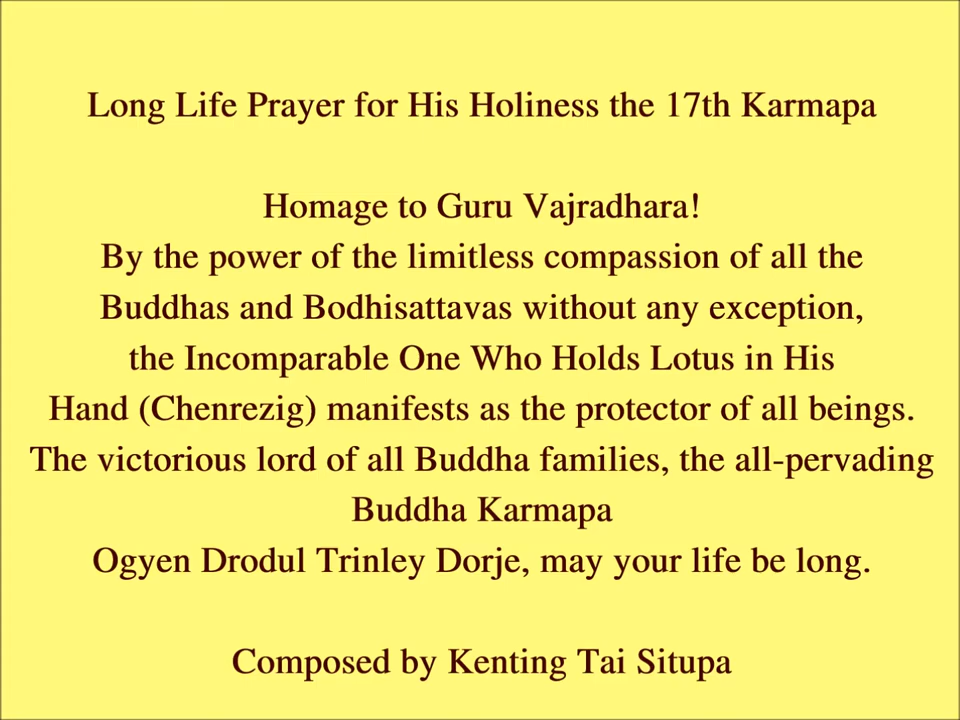 Long Life Prayer for His Holiness the 17th Karmapa
Homage to Guru Vajradhara!
By the power of the limitless compassion of all the
Buddhas and Bodhisattavas without any exception,
the Incomparable One Who Holds Lotus in His
Hand (Chenrezig) manifests as the protector of all beings.
The victorious lord of all Buddha families, the all-pervading
Buddha Karmapa
Ogyen Drodul Trinley Dorje, may your life be long.
Composed by Kenting Tai Situpa